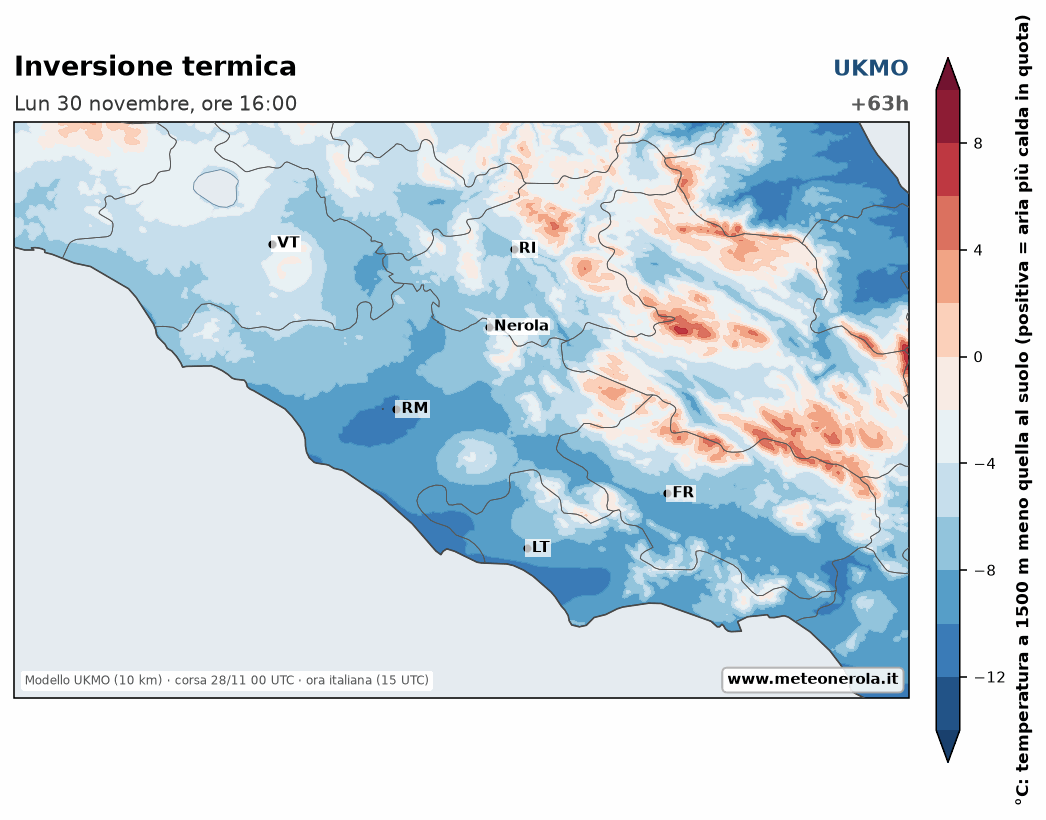 Inversione termica
UKMO
Lun 30 novembre, ore 16:00
+63h
VT
RI
Nerola
RM
FR
LT
Modello UKMO (10 km) · corsa 28/11 00 UTC · ora italiana (15 UTC)
www.meteonerola.it
8
4
0
−4
−8
−12
°C: temperatura a 1500 m meno quella al suolo (positiva = aria più calda in quota)